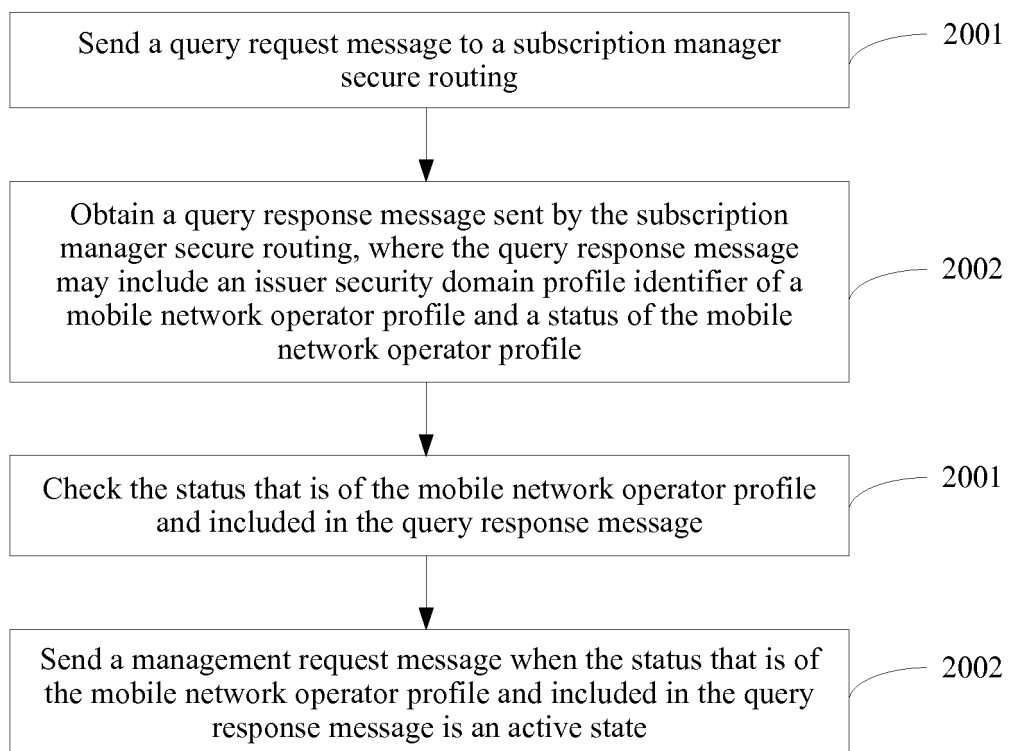 Send a query request message to a subscription manager
secure routing
2001
Obtain a query response message sent by the subscription
manager secure routing, where the query response message
may include an issuer security domain profile identifier of a
mobile network operator profile and a status of the mobile
network operator profile
2002
Check the status that is of the mobile network operator profile
and included in the query response message
2001
Send a management request message when the status that is of
the mobile network operator profile and included in the query
response message is an active state
2002